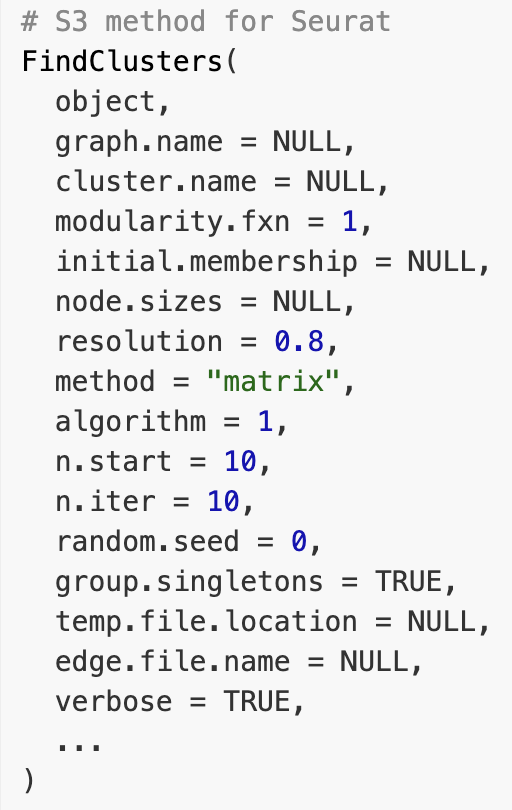 # S3 method for Seurat
FindClusters(
  object,
  graph.name = NULL,
  cluster.name = NULL,
  modularity.fxn = 1,
  initial.membership = NULL,
  node.sizes = NULL,
  resolution = 0.8,
  method = "matrix",
  algorithm = 1,
  n.start = 10,
  n.iter = 10,
  random.seed = 0,
  group.singletons = TRUE,
  temp.file.location = NULL,
  edge.file.name = NULL,
  verbose = TRUE,
  ...
)